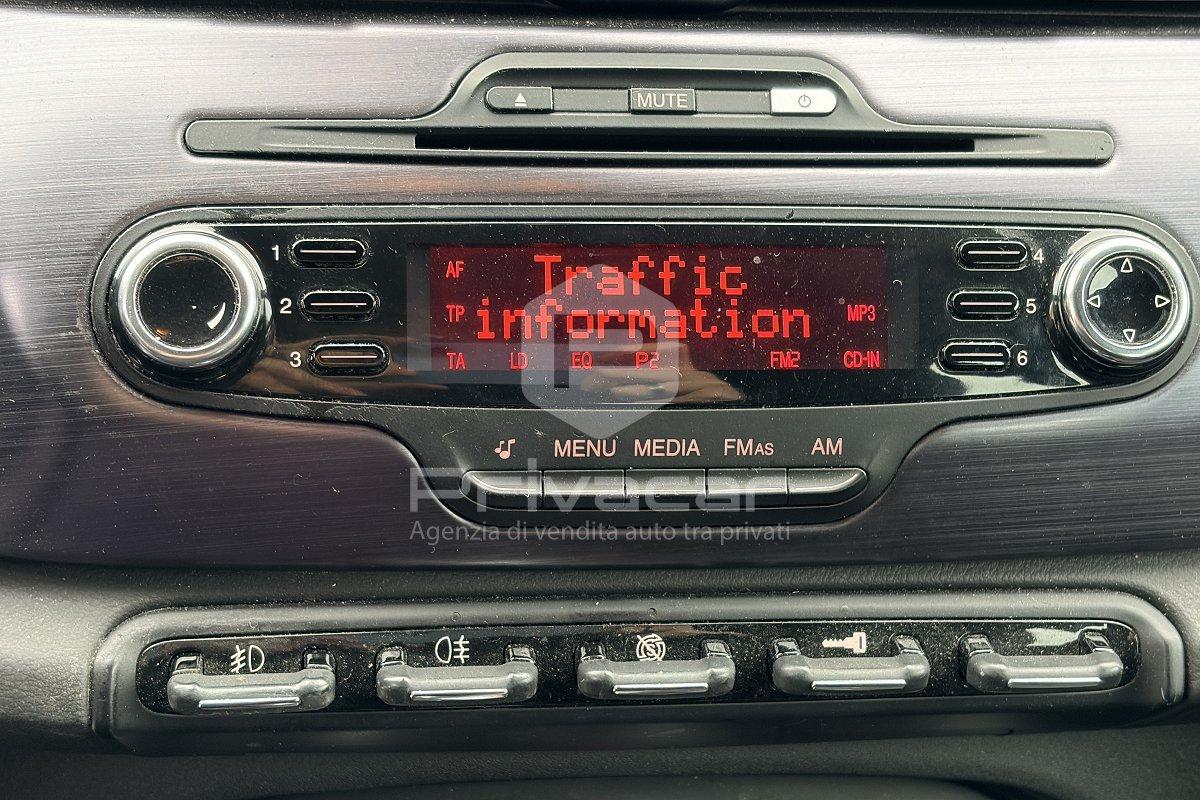 MUTE
1
2
3
AF Traffic
TP information MP3
TA LD EQ P2 FM2 CD-IN
4
5
6
MENU MEDIA FMAS AM
P
Privacar
Agenzia di vendita auto tra privati
S